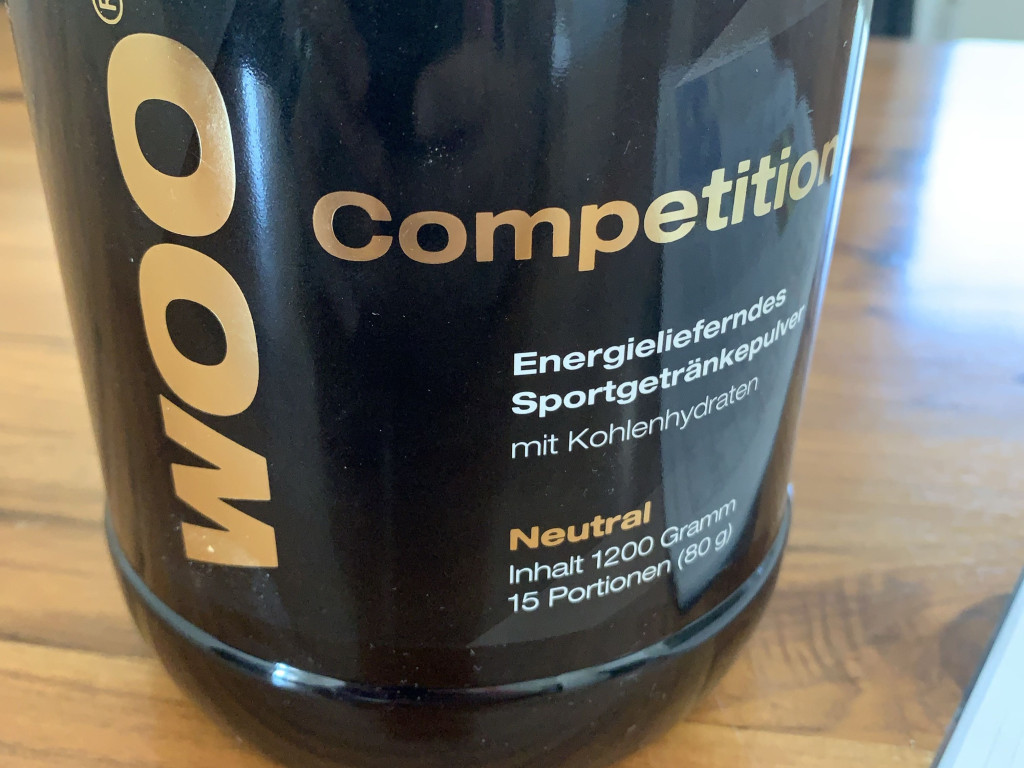 WOO
Competition
Energielieferndes
Sportgetränkepulver
mit Kohlenhydraten
Neutral
Inhalt 1200 Gramm
15 Portionen (80 g)